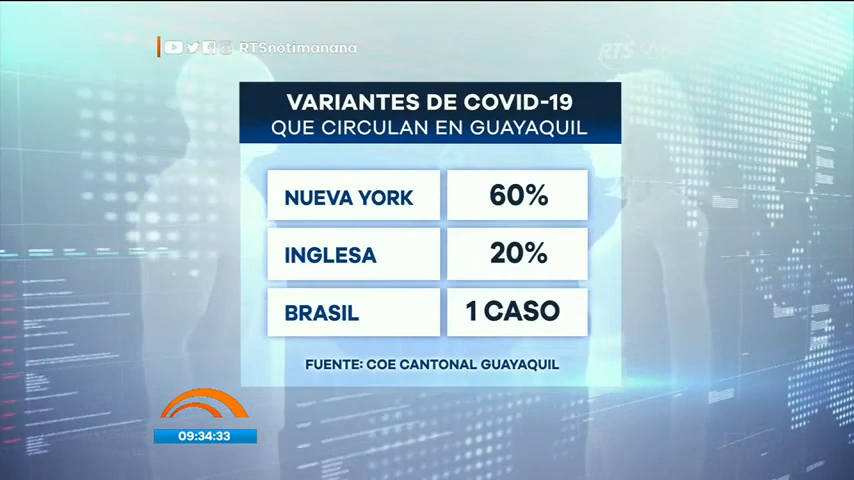 RTSnotimanana
RTS
VARIANTES DE COVID-19
QUE CIRCULAN EN GUAYAQUIL
NUEVA YORK 60%
INGLESA 20%
BRASIL 1 CASO
FUENTE: COE CANTONAL GUAYAQUIL
09:34:33